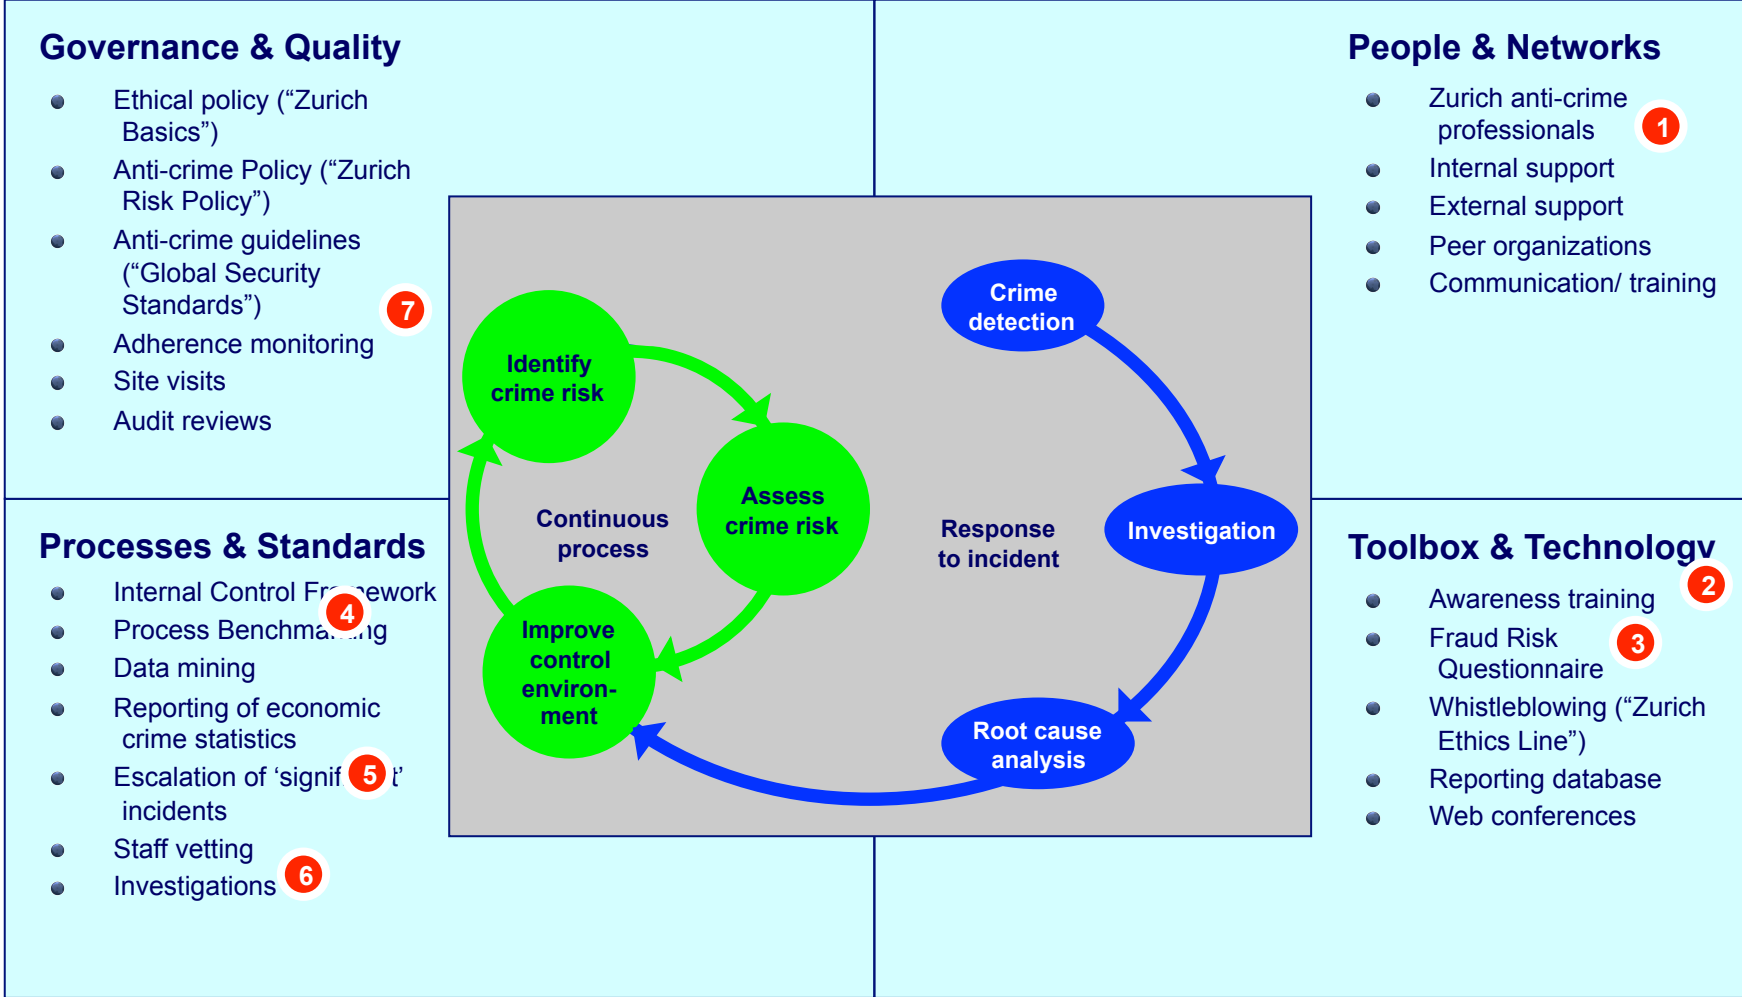 Governance & Quality
Ethical policy (“Zurich
Basics”)
Anti-crime Policy (“Zurich
Risk Policy”)
Anti-crime guidelines
(“Global Security
Standards”)
7
Adherence monitoring
Site visits
Audit reviews
People & Networks
Zurich anti-crime
professionals
1
Internal support
External support
Peer organizations
Communication/ training
Identify
crime risk
Assess
crime risk
Improve
control
environ-
ment
Continuous
process
Crime
detection
Investigation
Root cause
analysis
Response
to incident
Processes & Standards
Internal Control
4
Process
Data mining
Reporting of economic
crime statistics
Escalation of
5
incidents
Staff vetting
6
Investigations
Toolbox & Technology
2
Awareness training
Fraud Risk
3
Questionnaire
Whistleblowing (“Zurich
Ethics Line”)
Reporting database
Web conferences